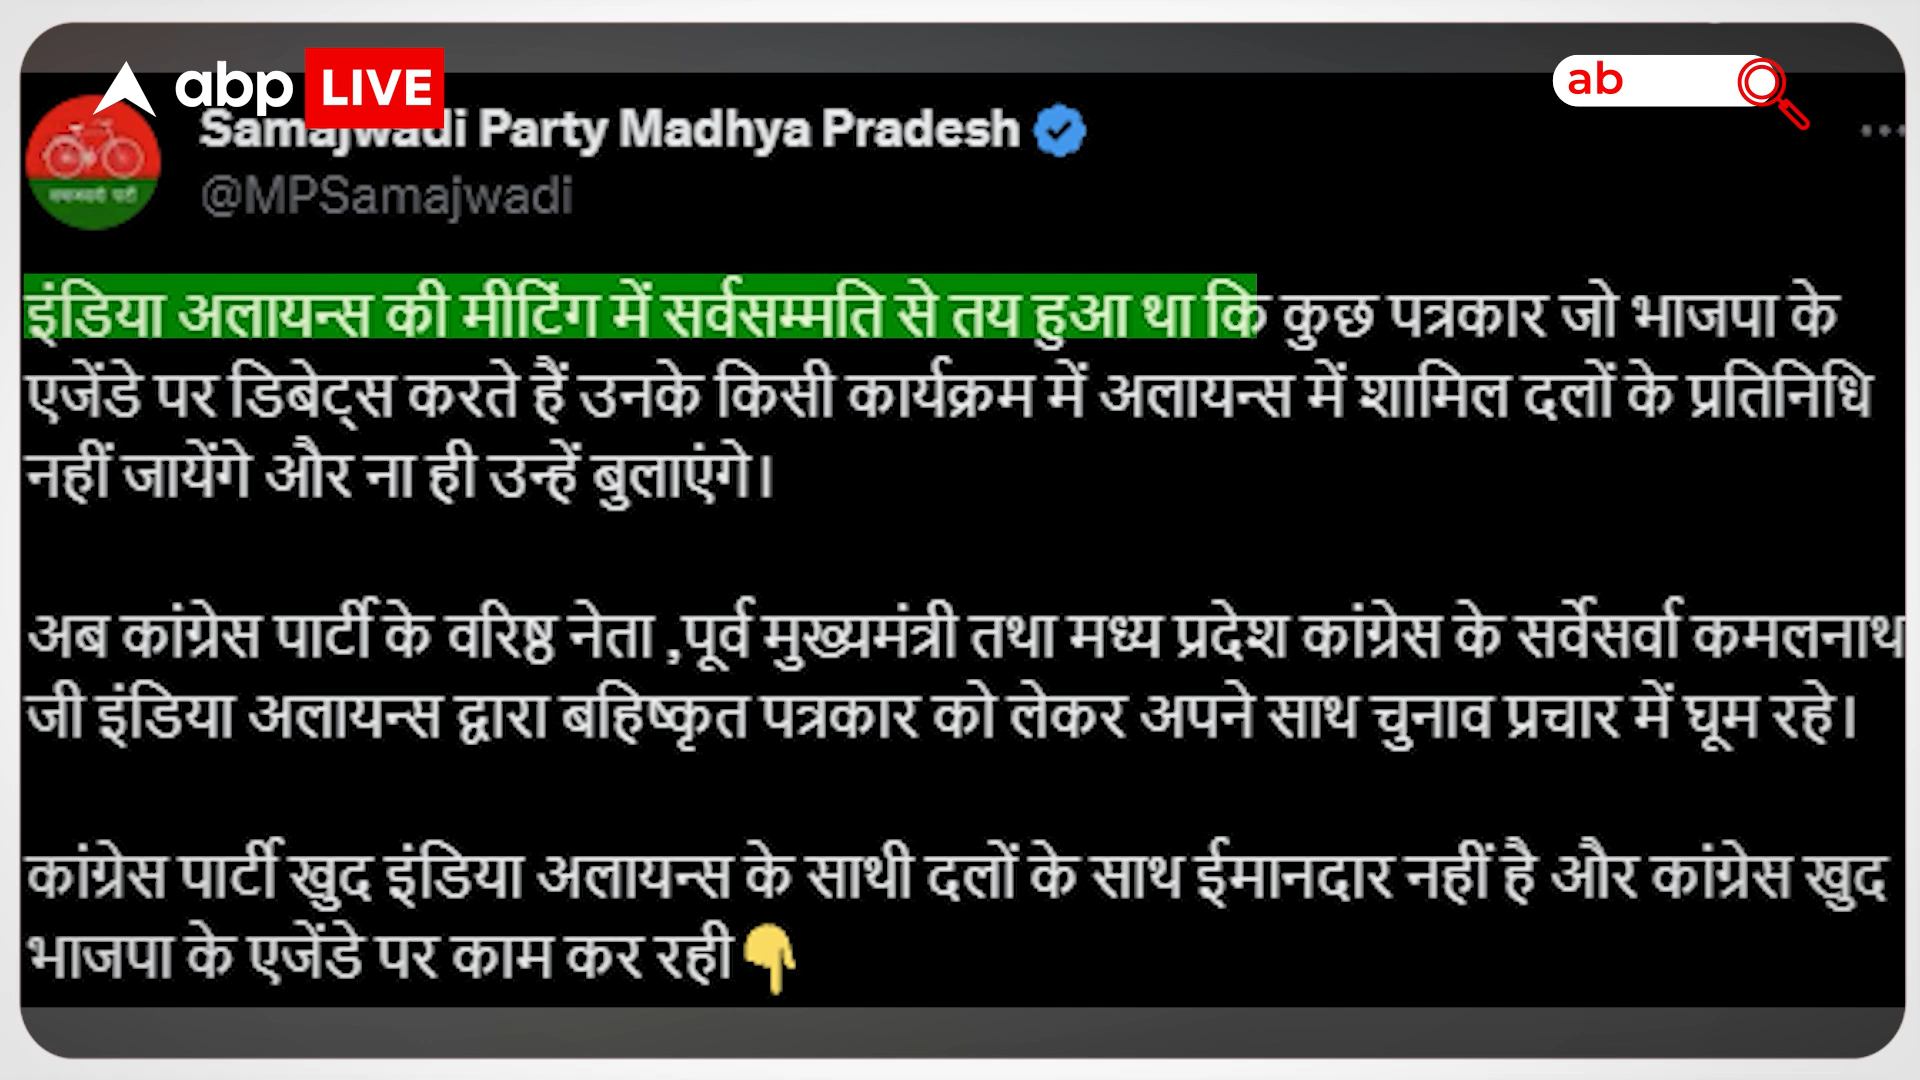 abp LIVE
ab
Samajwadi Party Madhya Pradesh
@MPSamajwadi
इंडिया अलायन्स की मीटिंग में सर्वसम्मति से तय हुआ था कि कुछ पत्रकार जो भाजपा के
एजेंडे पर डिबेट्स करते हैं उनके किसी कार्यक्रम में अलायन्स में शामिल दलों के प्रतिनिधि
नहीं जायेंगे और ना ही उन्हें बुलाएंगे।
अब कांग्रेस पार्टी के वरिष्ठ नेता ,पूर्व मुख्यमंत्री तथा मध्य प्रदेश कांग्रेस के सर्वेसर्वा कमलनाथ
जी इंडिया अलायन्स द्वारा बहिष्कृत पत्रकार को लेकर अपने साथ चुनाव प्रचार में घूम रहे।
कांग्रेस पार्टी खुद इंडिया अलायन्स के साथी दलों के साथ ईमानदार नहीं है और कांग्रेस खुद
भाजपा के एजेंडे पर काम कर रही👇